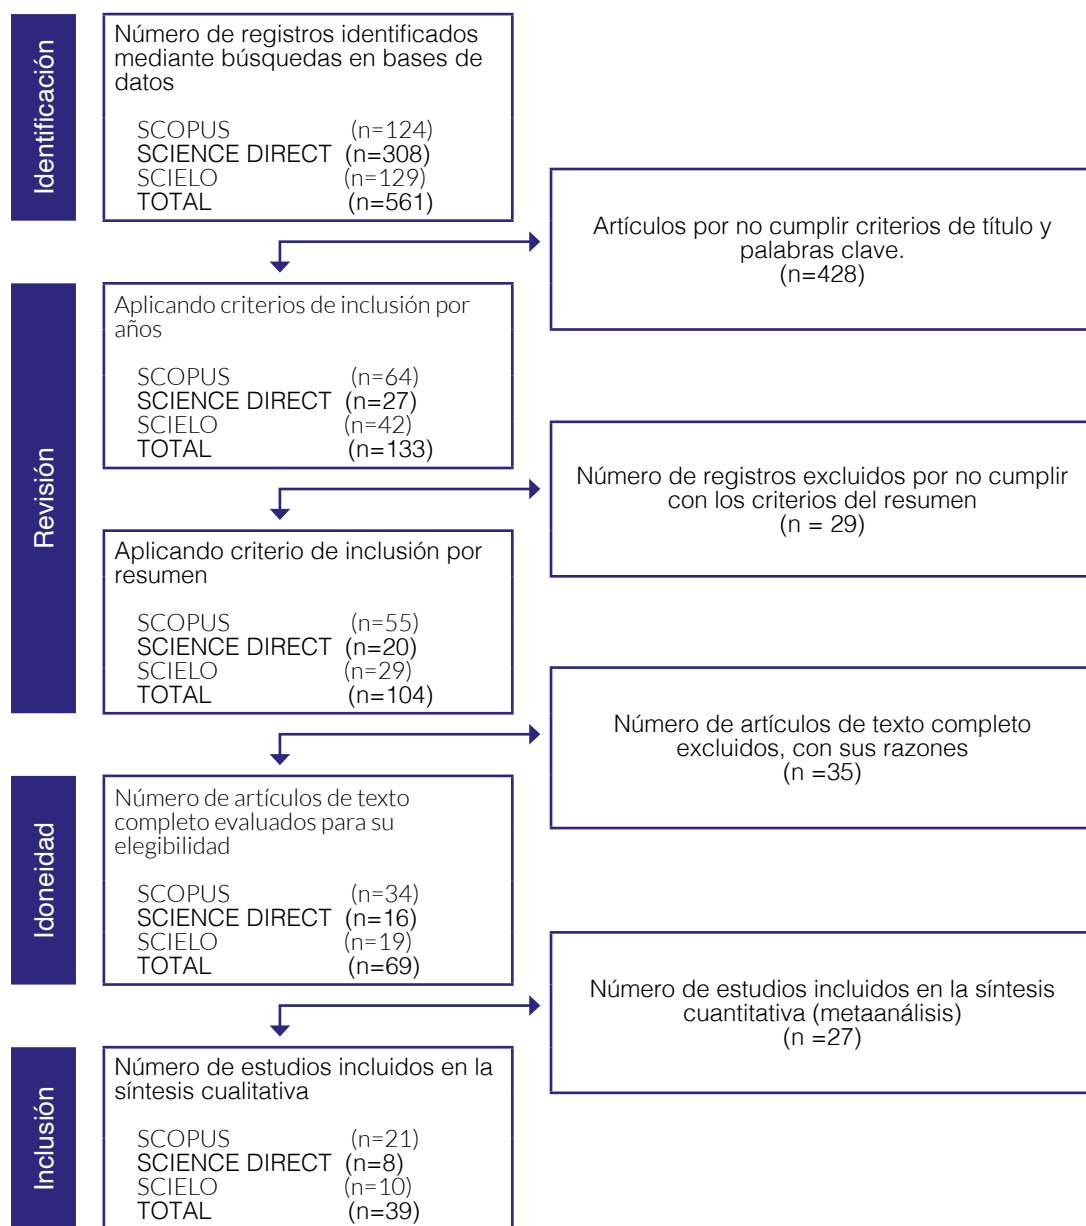 Identificación
Número de registros identificados
mediante búsquedas en bases de
datos
SCOPUS (n=124)
SCIENCE DIRECT (n=308)
SCIELO (n=129)
TOTAL (n=561)
Artículos por no cumplir criterios de título y
palabras clave.
(n=428)
Revisión
Aplicando criterios de inclusión por
años
SCOPUS (n=64)
SCIENCE DIRECT (n=27)
SCIELO (n=42)
TOTAL (n=133)
Número de registros excluidos por no cumplir
con los criterios del resumen
(n = 29)
Aplicando criterio de inclusión por
resumen
SCOPUS (n=55)
SCIENCE DIRECT (n=20)
SCIELO (n=29)
TOTAL (n=104)
Número de artículos de texto completo
excluidos, con sus razones
(n =35)
Idoneidad
Número de artículos de texto
completo evaluados para su
elegibilidad
SCOPUS (n=34)
SCIENCE DIRECT (n=16)
SCIELO (n=19)
TOTAL (n=69)
Número de estudios incluidos en la síntesis
cuantitativa (metaanálisis)
(n =27)
Inclusión
Número de estudios incluidos en la
síntesis cualitativa
SCOPUS (n=21)
SCIENCE DIRECT (n=8)
SCIELO (n=10)
TOTAL (n=39)